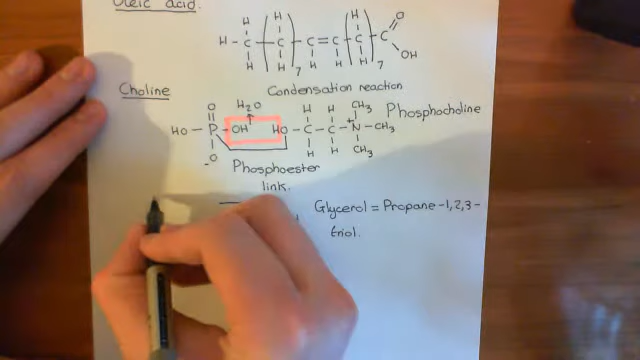 Oleic acid.
H H H H O
H-C-C-C=C-C-C
H H 7 H 7 OH
Condensation reaction
Choline
O H2O H H CH3 Phosphocholine
HO-P-OH HO-C-C-N-CH3
-O H H CH3
Phosphoester
link.
Glycerol = Propane-1,2,3-
triol.